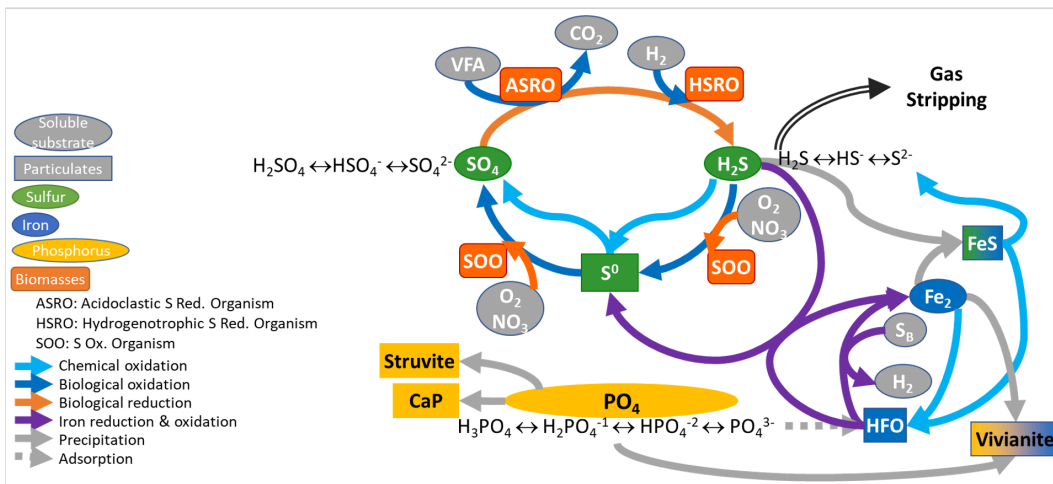 Soluble
substrate
Particulates
Sulfur
Iron
Phosphorus
Biomasses
ASRO: Acidoclastic S Red. Organism
HSRO: Hydrogenotrophic S Red. Organism
SOO: S Ox. Organism
Chemical oxidation
Biological oxidation
Biological reduction
Iron reduction & oxidation
Precipitation
Adsorption
VFA
CO₂
H₂
ASRO
HSRO
Gas
Stripping
H₂SO₄ ↔HSO₄⁻ ↔SO₄²⁻
SO₄
H₂S
H₂S ↔HS⁻ ↔S²⁻
O₂
NO₃
SOO
S⁰
SOO
O₂
NO₃
FeS
Fe₂
S_B
H₂
HFO
Vivianite
Struvite
CaP
PO₄
H₃PO₄ ↔ H₂PO₄⁻¹ ↔ HPO₄⁻² ↔ PO₄³⁻